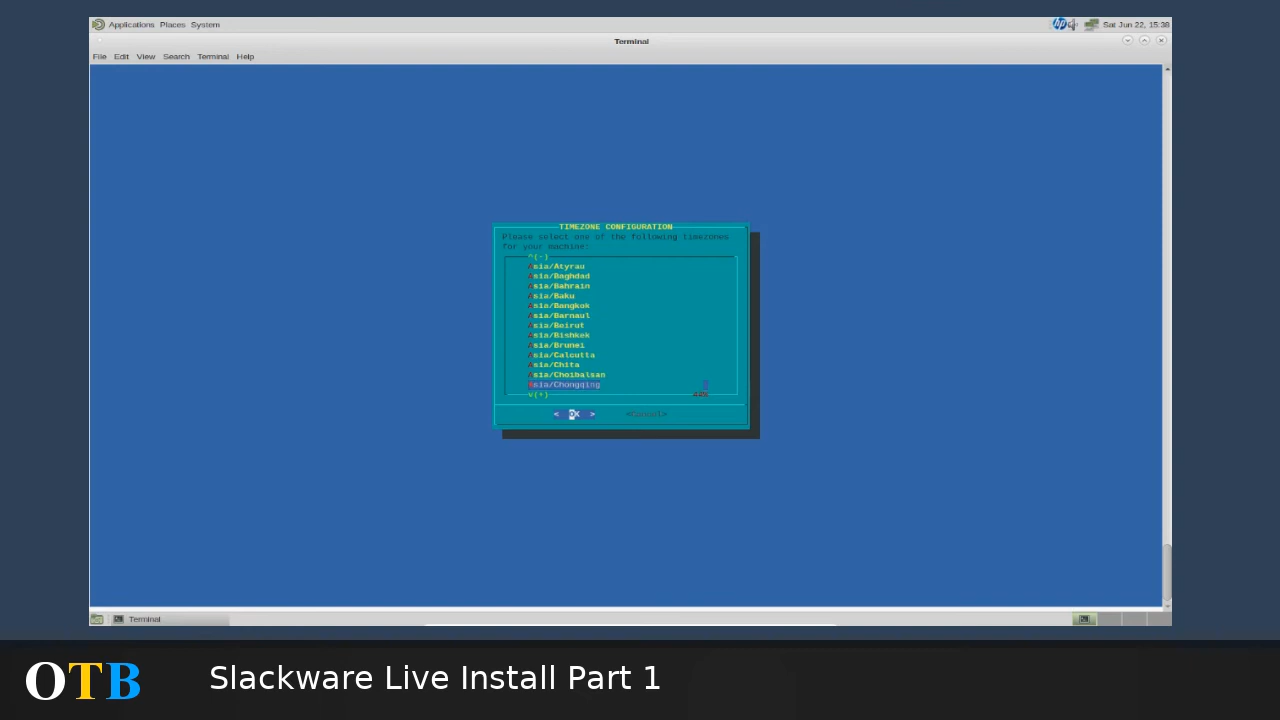 Applications Places System
Sat Jun 22, 15:38
Terminal
File Edit View Search Terminal Help
TIMEZONE CONFIGURATION
Please select one of the following timezones
for your machine:
^(-)
Asia/Atyrau
Asia/Baghdad
Asia/Bahrain
Asia/Baku
Asia/Bangkok
Asia/Barnaul
Asia/Beirut
Asia/Bishkek
Asia/Brunei
Asia/Calcutta
Asia/Chita
Asia/Choibalsan
Asia/Chongqing
v(+) 44%
< OK > <Cancel>
Terminal
OTB Slackware Live Install Part 1